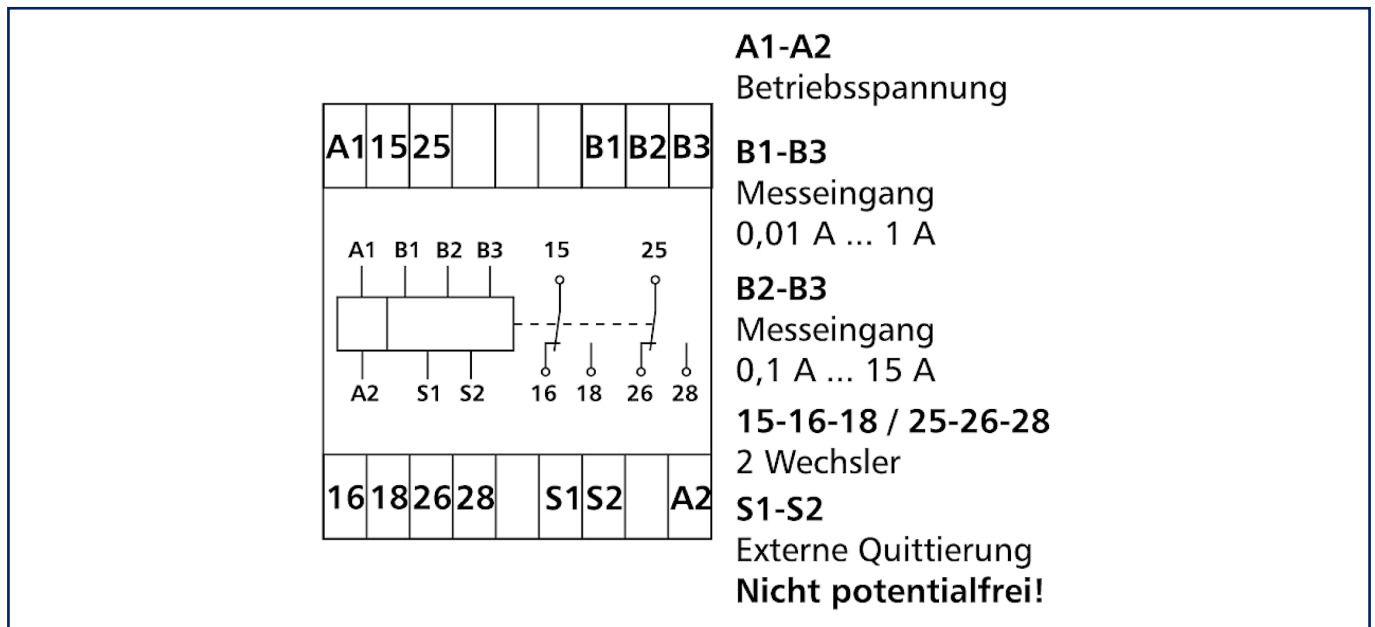 A1 15 25 B1 B2 B3
A1 B1 B2 B3 15 25
A2 S1 S2 16 18 26 28
16 18 26 28 S1 S2 A2
A1-A2
Betriebsspannung
B1-B3
Messeingang
0,01 A ... 1 A
B2-B3
Messeingang
0,1 A ... 15 A
15-16-18 / 25-26-28
2 Wechsler
S1-S2
Externe Quittierung
Nicht potentialfrei!